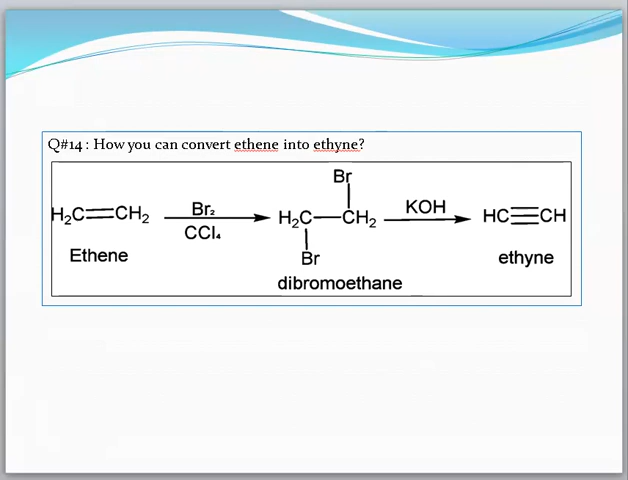 Q#14 : How you can convert ethene into ethyne?
Br
H₂C=CH₂ Br₂ H₂C—CH₂ KOH HC≡CH
CCl₄
Ethene Br ethyne
dibromoethane